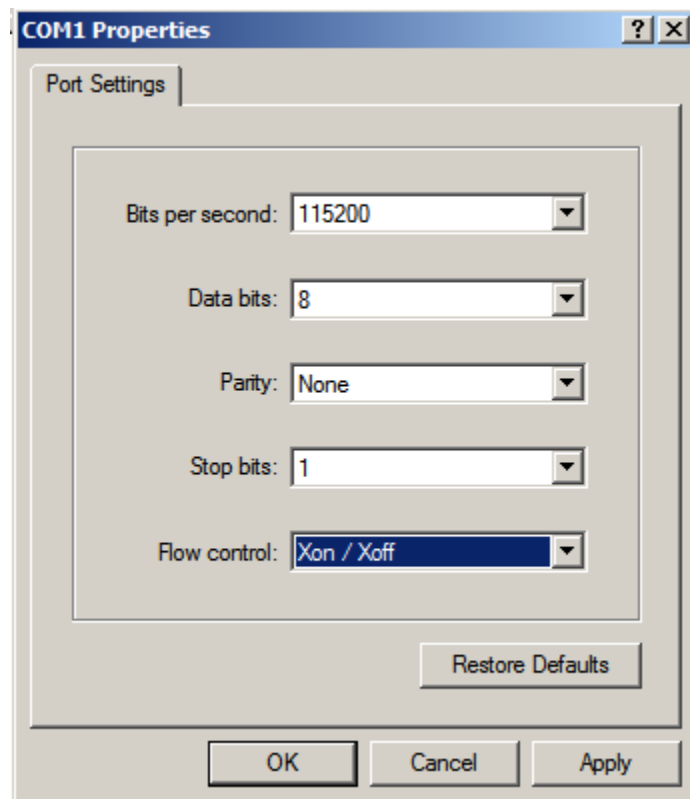 COM1 Properties
Port Settings
Bits per second: 115200
Data bits: 8
Parity: None
Stop bits: 1
Flow control: Xon / Xoff
Restore Defaults
OK Cancel Apply